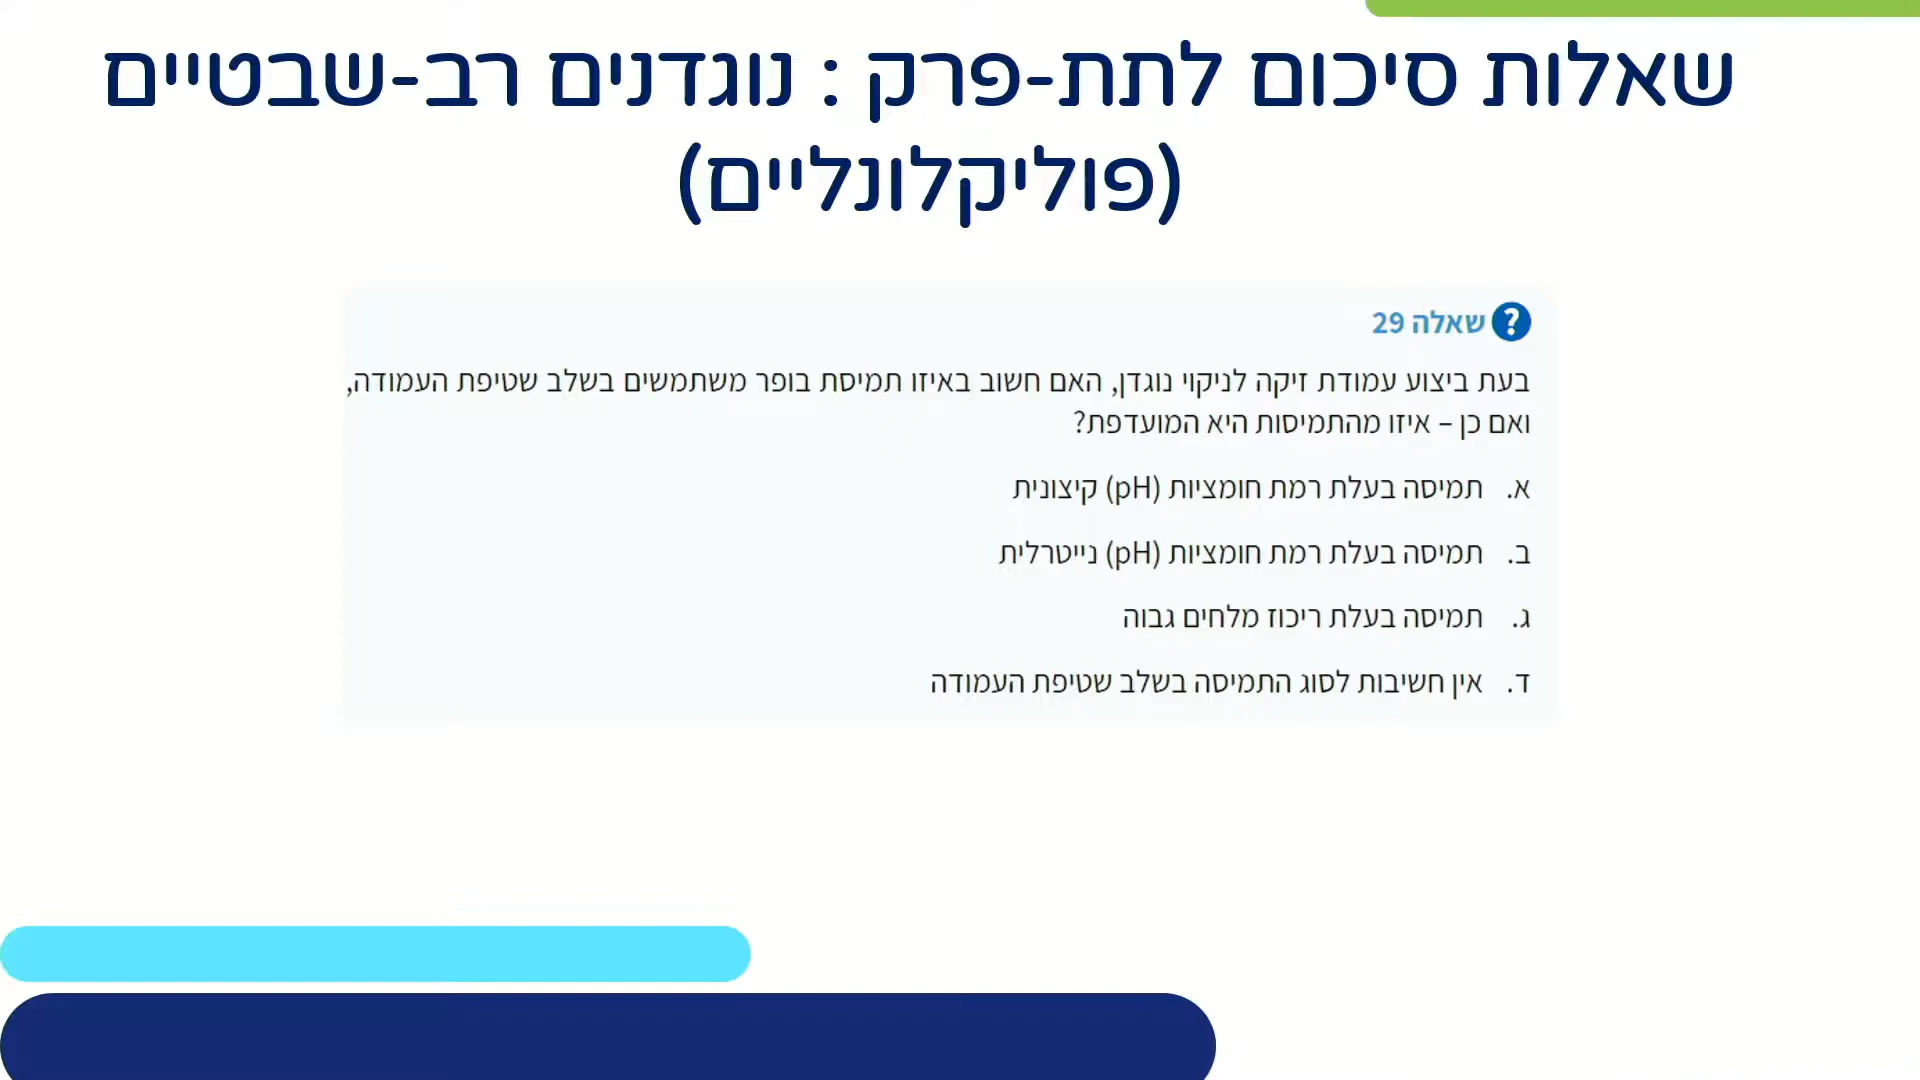 שאלות סיכום לתת-פרק : נוגדנים רב-שבטיים
(פוליקלונליים)
? שאלה 29
בעת ביצוע עמודת זיקה לניקוי נוגדן, האם חשוב באיזו תמיסת בופר משתמשים בשלב שטיפת העמודה,
ואם כן – איזו מהתמיסות היא המועדפת?
א. תמיסה בעלת רמת חומציות (pH) קיצונית
ב. תמיסה בעלת רמת חומציות (pH) נייטרלית
ג. תמיסה בעלת ריכוז מלחים גבוה
ד. אין חשיבות לסוג התמיסה בשלב שטיפת העמודה